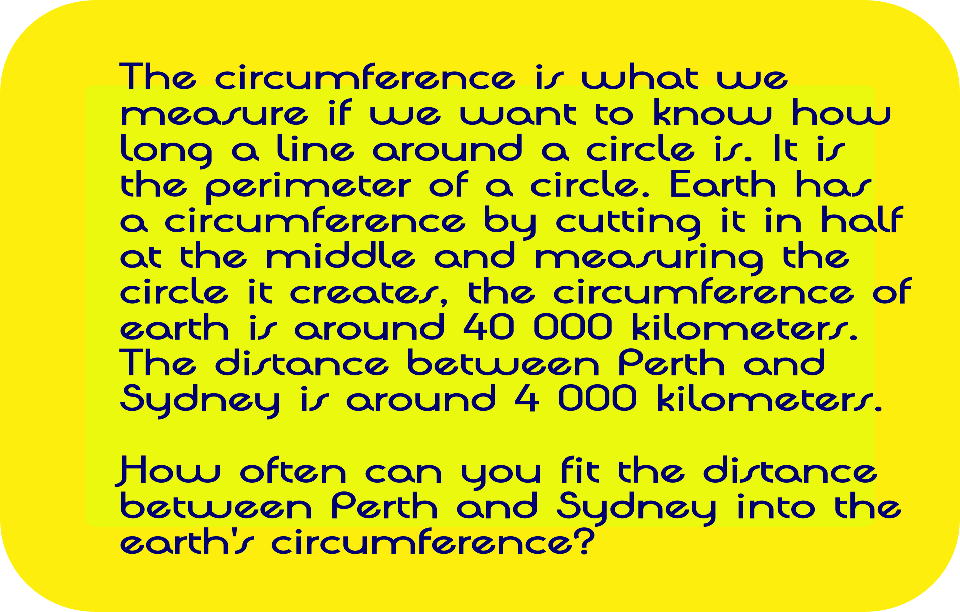 The circumference is what we
measure if we want to know how
long a line around a circle is. It is
the perimeter of a circle. Earth has
a circumference by cutting it in half
at the middle and measuring the
circle it creates, the circumference of
earth is around 40 000 kilometers.
The distance between Perth and
Sydney is around 4 000 kilometers.
How often can you fit the distance
between Perth and Sydney into the
earth's circumference?